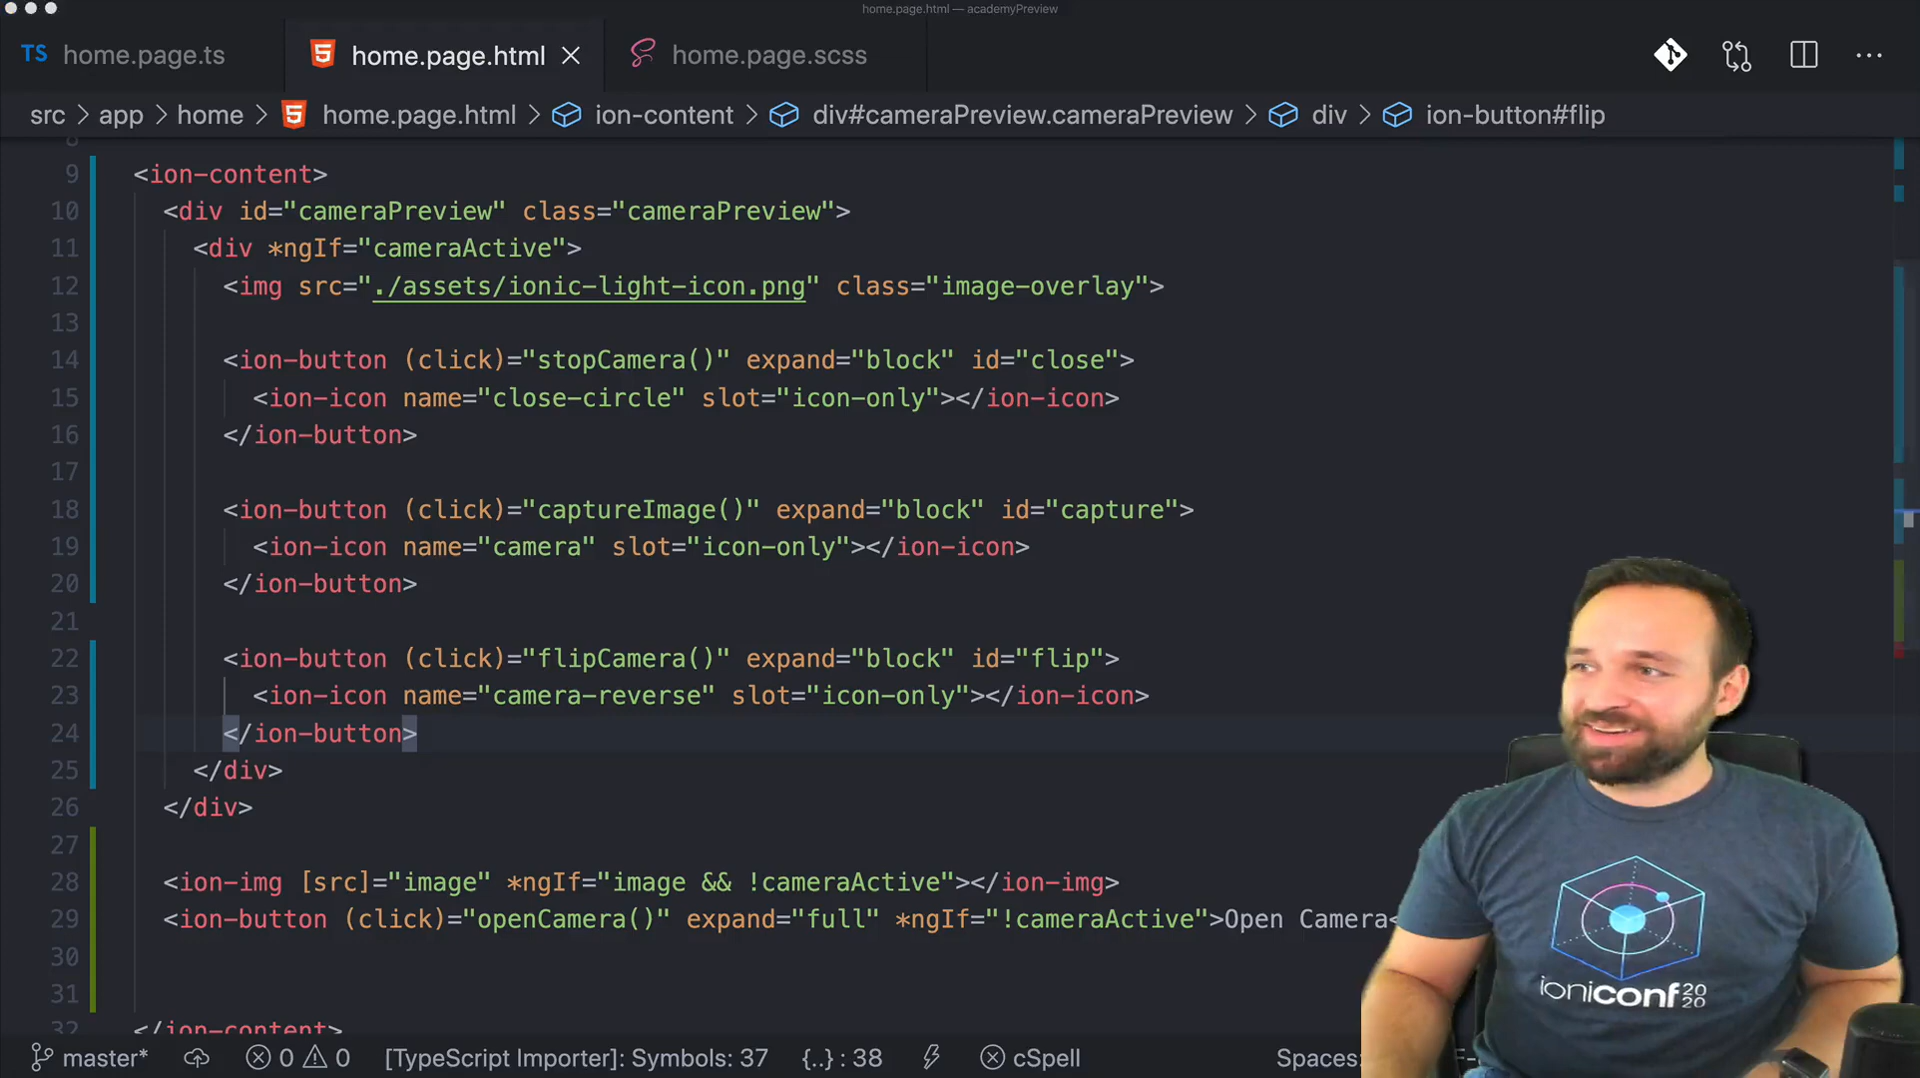 home.page.html — academyPreview
TS home.page.ts
home.page.html
home.page.scss
src > app > home > home.page.html > ion-content > div#cameraPreview.cameraPreview > div > ion-button#flip
8
9 <ion-content>
10 <div id="cameraPreview" class="cameraPreview">
11 <div *ngIf="cameraActive">
12 <img src="./assets/ionic-light-icon.png" class="image-overlay">
13
14 <ion-button (click)="stopCamera()" expand="block" id="close">
15 <ion-icon name="close-circle" slot="icon-only"></ion-icon>
16 </ion-button>
17
18 <ion-button (click)="captureImage()" expand="block" id="capture">
19 <ion-icon name="camera" slot="icon-only"></ion-icon>
20 </ion-button>
21
22 <ion-button (click)="flipCamera()" expand="block" id="flip">
23 <ion-icon name="camera-reverse" slot="icon-only"></ion-icon>
24 </ion-button>
25 </div>
26 </div>
27
28 <ion-img [src]="image" *ngIf="image && !cameraActive"></ion-img>
29 <ion-button (click)="openCamera()" expand="full" *ngIf="!cameraActive">Open Camera<
30
31
32 </ion-content>
ioniconf 20
20
master* 0 0 [TypeScript Importer]: Symbols: 37 {..} : 38 cSpell Spaces: